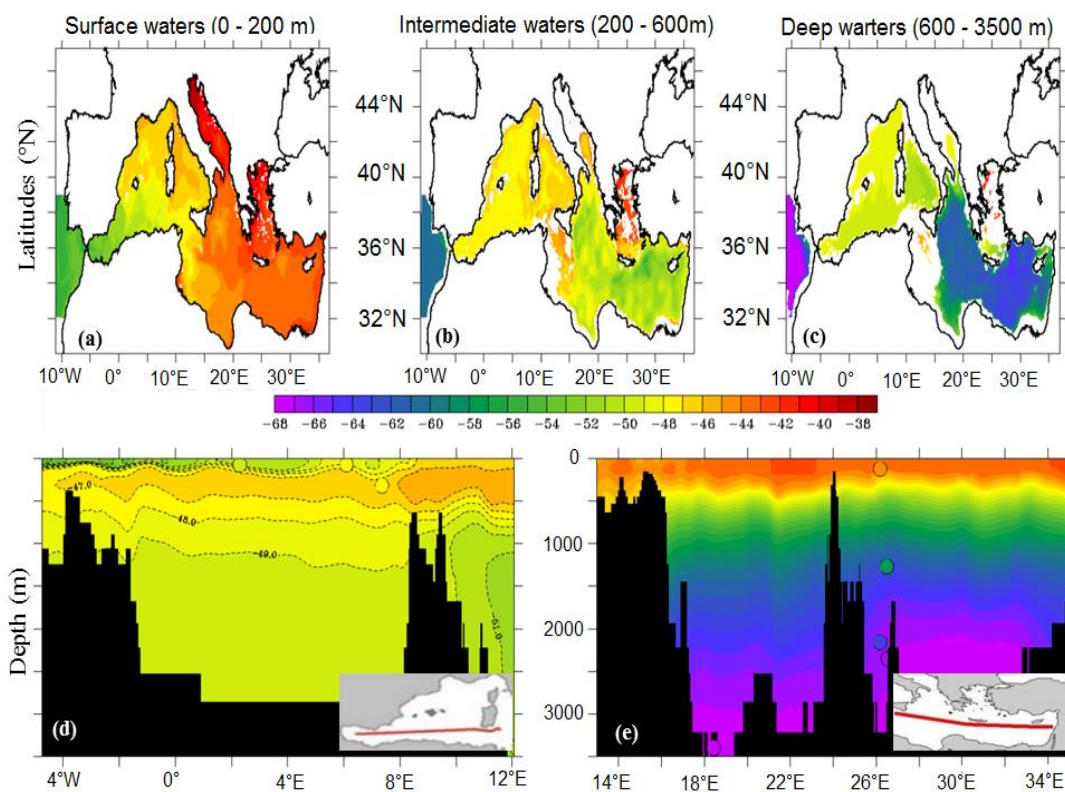 Surface waters (0 - 200 m) Intermediate waters (200 - 600m) Deep warters (600 - 3500 m)
Latitudes (°N)
44°N 44°N
40°N 40°N
36°N 36°N
32°N 32°N
(a) (b) (c)
10°W 0° 10°E 20°E 30°E 10°W 0° 10°E 20°E 30°E 10°W 0° 10°E 20°E 30°E
−68 −66 −64 −62 −60 −58 −56 −54 −52 −50 −48 −46 −44 −42 −40 −38
Depth (m)
−47.0
−48.0
−49.0
−51.0
0
1000
2000
3000
(d) (e)
4°W 0° 4°E 8°E 12°E 14°E 18°E 22°E 26°E 30°E 34°E